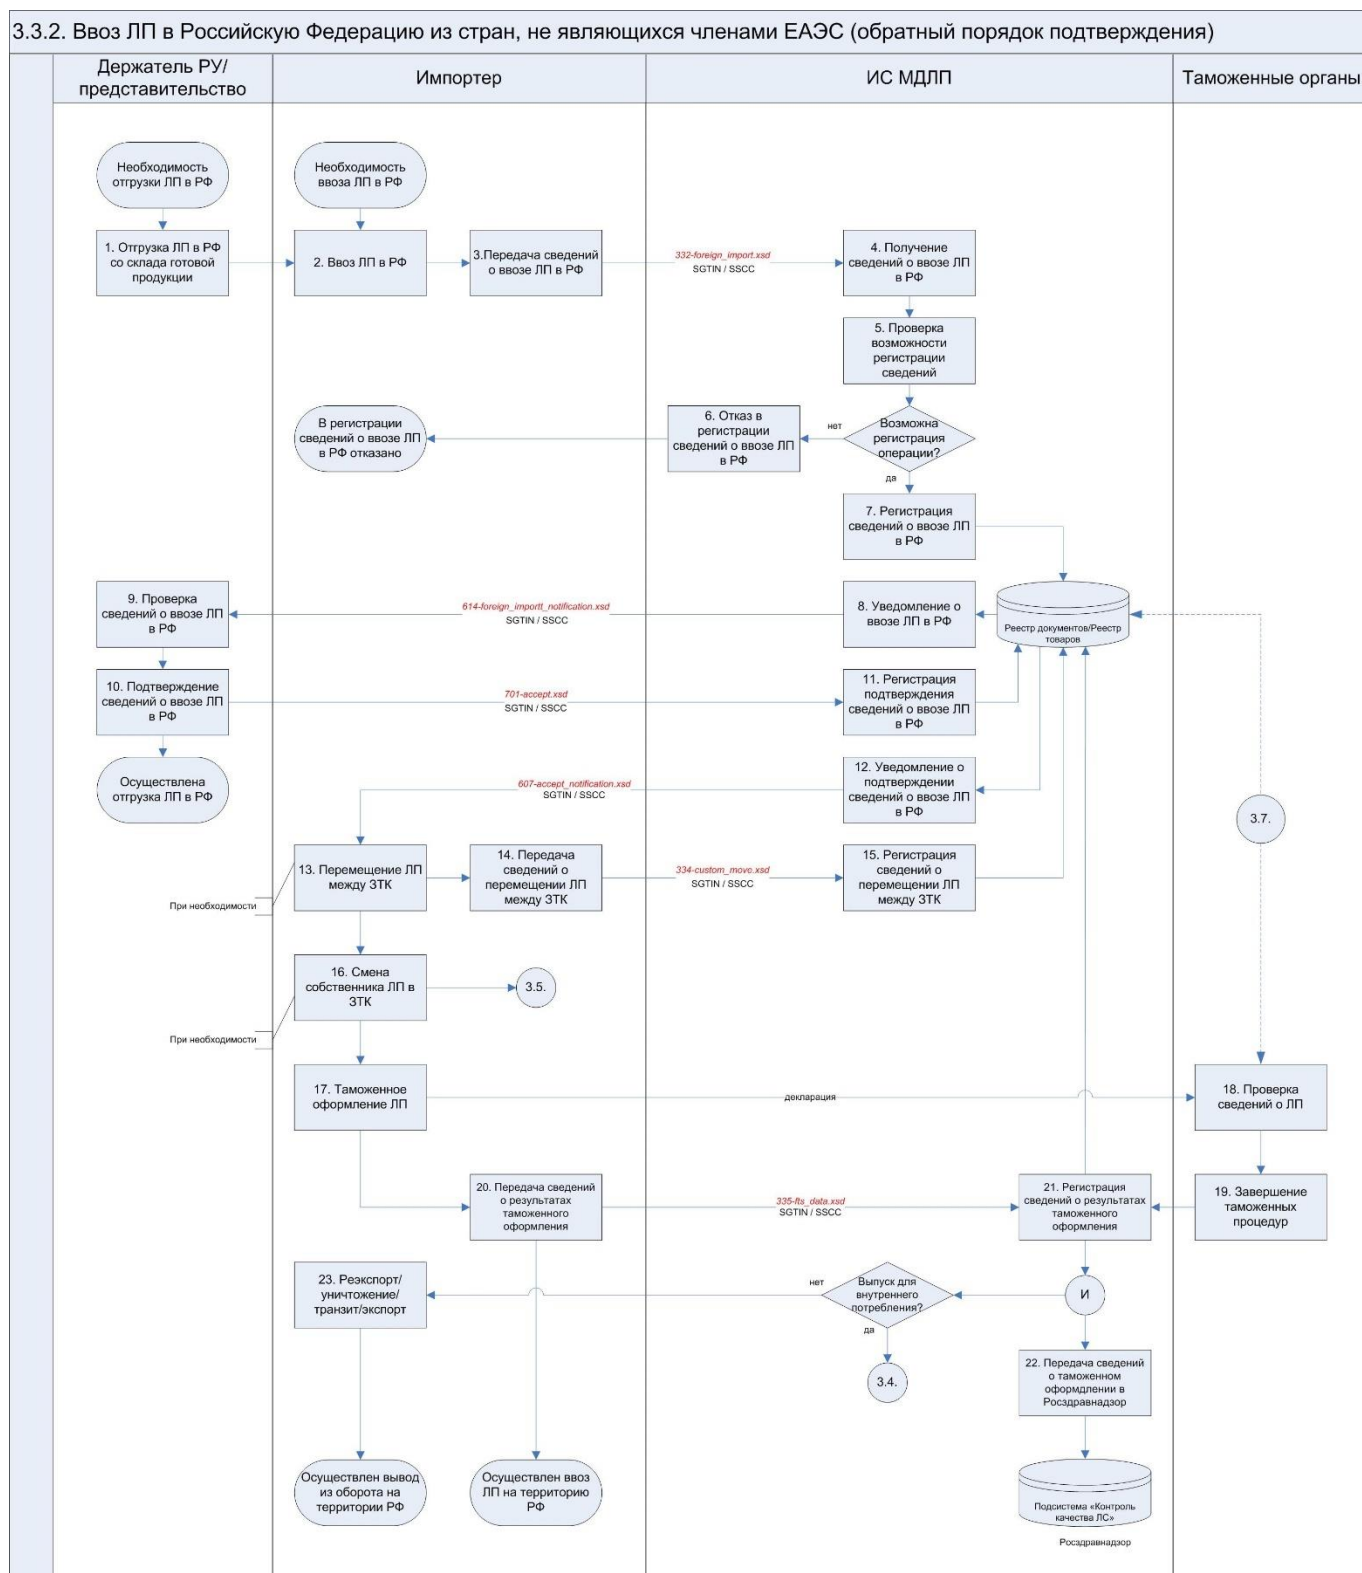 3.3.2. Ввоз ЛП в Российскую Федерацию из стран, не являющихся членами ЕАЭС (обратный порядок подтверждения)
Держатель РУ/
представительство
Импортер
ИС МДЛП
Таможенные органы
Необходимость
отгрузки ЛП в РФ
Необходимость
ввоза ЛП в РФ
1. Отгрузка ЛП в РФ
со склада готовой
продукции
2. Ввоз ЛП в РФ
3.Передача сведений
о ввозе ЛП в РФ
332-foreign_import.xsd
SGTIN / SSCC
4. Получение
сведений о ввозе ЛП
в РФ
5. Проверка
возможности
регистрации
сведений
В регистрации
сведений о ввозе ЛП
в РФ отказано
6. Отказ в
регистрации
сведений о ввозе ЛП
в РФ
нет
Возможна
регистрация
операции?
да
7. Регистрация
сведений о ввозе ЛП
в РФ
9. Проверка
сведений о ввозе ЛП
в РФ
614-foreign_importt_notification.xsd
SGTIN / SSCC
8. Уведомление о
ввозе ЛП в РФ
Реестр документов/Реестр
товаров
10. Подтверждение
сведений о ввозе ЛП
в РФ
701-accept.xsd
SGTIN / SSCC
11. Регистрация
подтверждения
сведений о ввозе ЛП
в РФ
Осуществлена
отгрузка ЛП в РФ
607-accept_notification.xsd
SGTIN / SSCC
12. Уведомление о
подтверждении
сведений о ввозе ЛП
в РФ
3.7.
13. Перемещение ЛП
между ЗТК
14. Передача
сведений о
перемещении ЛП
между ЗТК
334-custom_move.xsd
SGTIN / SSCC
15. Регистрация
сведений о
перемещении ЛП
между ЗТК
При необходимости
16. Смена
собственника ЛП в
ЗТК
3.5.
При необходимости
17. Таможенное
оформление ЛП
декларация
18. Проверка
сведений о ЛП
20. Передача сведений
о результатах
таможенного
оформления
335-fts_data.xsd
SGTIN / SSCC
21. Регистрация
сведений о результатах
таможенного
оформления
19. Завершение
таможенных
процедур
23. Реэкспорт/
уничтожение/
транзит/экспорт
нет
Выпуск для
внутреннего
потребления?
да
И
3.4.
22. Передача сведений
о таможенном
оформдлении в
Росздравнадзор
Осуществлен вывод
из оборота на
территории РФ
Осуществлен ввоз
ЛП на территорию
РФ
Подсистема «Контроль
качества ЛС»
Росздравнадзор